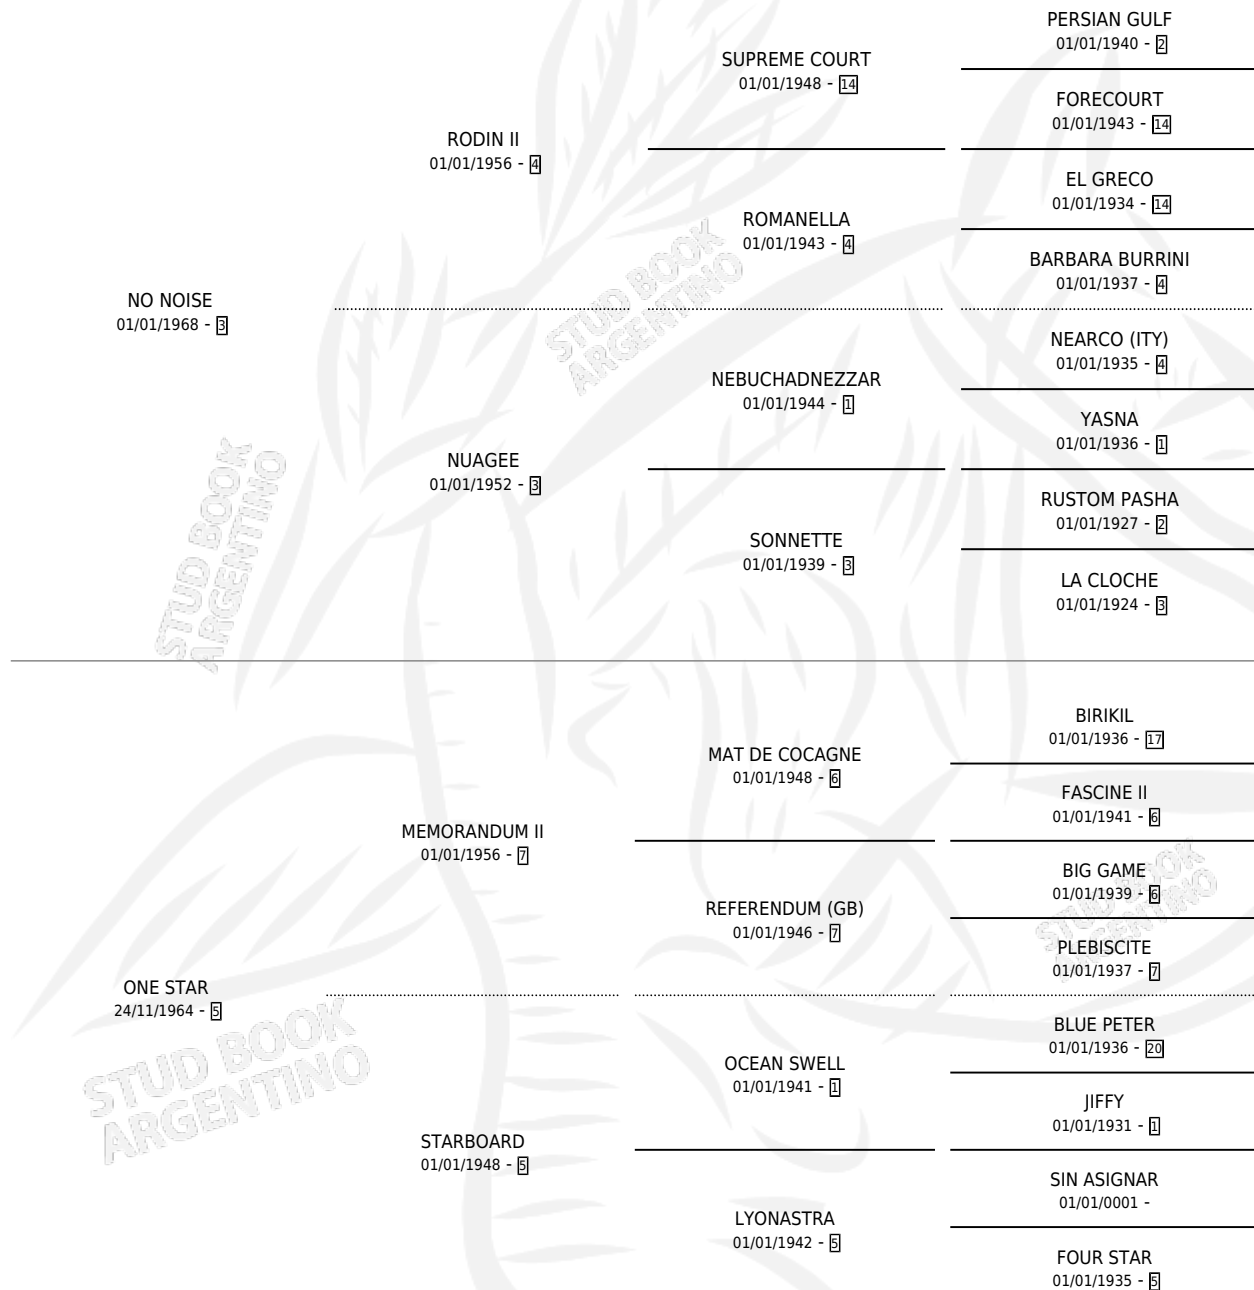 PERSIAN GULF
01/01/1940 - 2
SUPREME COURT
01/01/1948 - 14
FORECOURT
01/01/1943 - 14
RODIN II
01/01/1956 - 4
EL GRECO
01/01/1934 - 14
ROMANELLA
01/01/1943 - 4
BARBARA BURRINI
01/01/1937 - 4
NO NOISE
01/01/1968 - 3
NEARCO (ITY)
01/01/1935 - 4
NEBUCHADNEZZAR
01/01/1944 - 1
YASNA
01/01/1936 - 1
NUAGEE
01/01/1952 - 3
RUSTOM PASHA
01/01/1927 - 2
SONNETTE
01/01/1939 - 3
LA CLOCHE
01/01/1924 - 3
BIRIKIL
01/01/1936 - 17
MAT DE COCAGNE
01/01/1948 - 6
FASCINE II
01/01/1941 - 6
MEMORANDUM II
01/01/1956 - 7
BIG GAME
01/01/1939 - 6
REFERENDUM (GB)
01/01/1946 - 7
PLEBISCITE
01/01/1937 - 7
ONE STAR
24/11/1964 - 5
BLUE PETER
01/01/1936 - 20
OCEAN SWELL
01/01/1941 - 1
JIFFY
01/01/1931 - 1
STARBOARD
01/01/1948 - 5
SIN ASIGNAR
01/01/0001 -
LYONASTRA
01/01/1942 - 5
FOUR STAR
01/01/1935 - 5
STUD BOOK
ARGENTINO
STUD BOOK
ARGENTINO
STUD BOOK
ARGENTINO
STUD BOOK
ARGENTINO